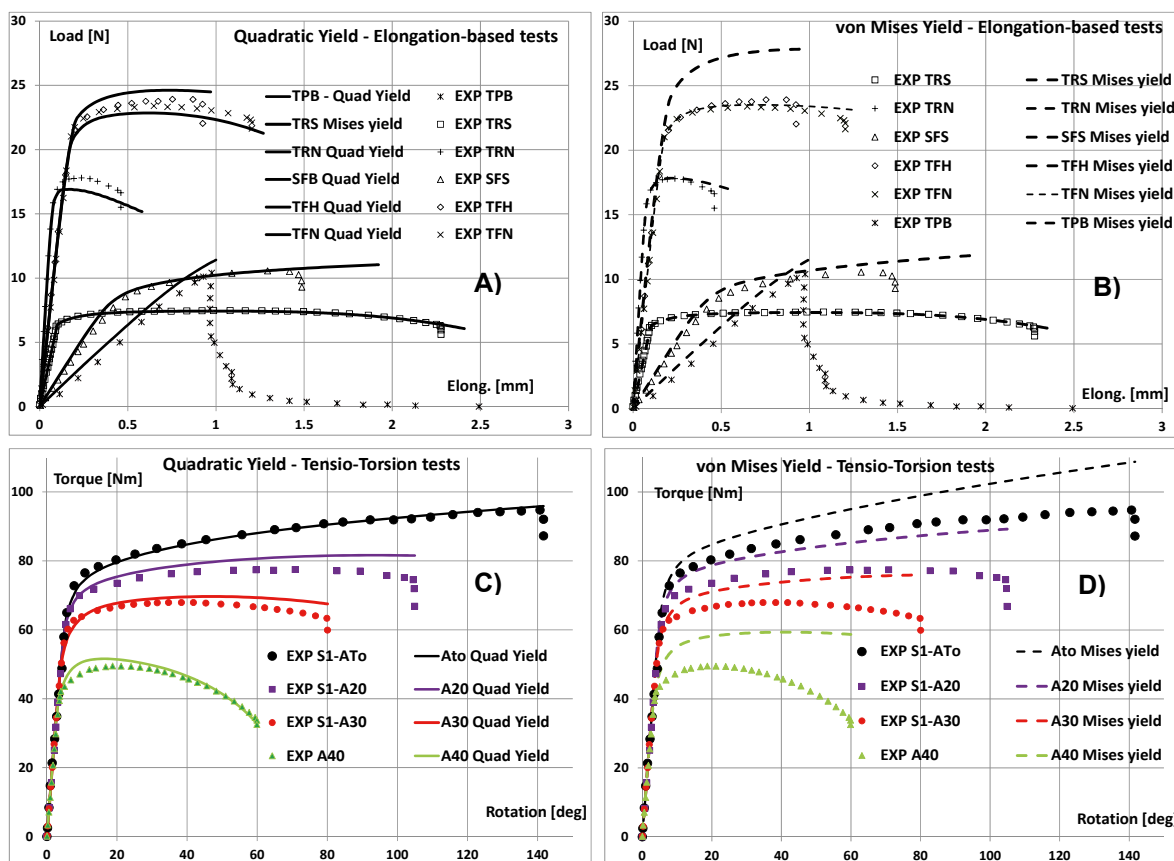 Quadratic Yield - Elongation-based tests
Load [N]
30
25
20
15
10
5
0
TPB - Quad Yield
EXP TPB
TRS Mises yield
EXP TRS
TRN Quad Yield
EXP TRN
SFB Quad Yield
EXP SFS
TFH Quad Yield
EXP TFH
TFN Quad Yield
EXP TFN
A)
Elong. [mm]
0 0.5 1 1.5 2 2.5 3
von Mises Yield - Elongation-based tests
Load [N]
30
25
20
15
10
5
0
EXP TRS
TRS Mises yield
EXP TRN
TRN Mises yield
EXP SFS
SFS Mises yield
EXP TFH
TFH Mises yield
EXP TFN
TFN Mises yield
EXP TPB
TPB Mises yield
B)
Elong. [mm]
0 0.5 1 1.5 2 2.5 3
Quadratic Yield - Tensio-Torsion tests
Torque [Nm]
100
80
60
40
20
0
C)
EXP S1-ATo
Ato Quad Yield
EXP S1-A20
A20 Quad Yield
EXP S1-A30
A30 Quad Yield
EXP A40
A40 Quad Yield
Rotation [deg]
0 20 40 60 80 100 120 140
von Mises Yield - Tensio-Torsion tests
Torque [Nm]
100
80
60
40
20
0
D)
EXP S1-ATo
Ato Mises yield
EXP S1-A20
A20 Mises yield
EXP S1-A30
A30 Mises yield
EXP A40
A40 Mises yield
Rotation [deg]
0 20 40 60 80 100 120 140